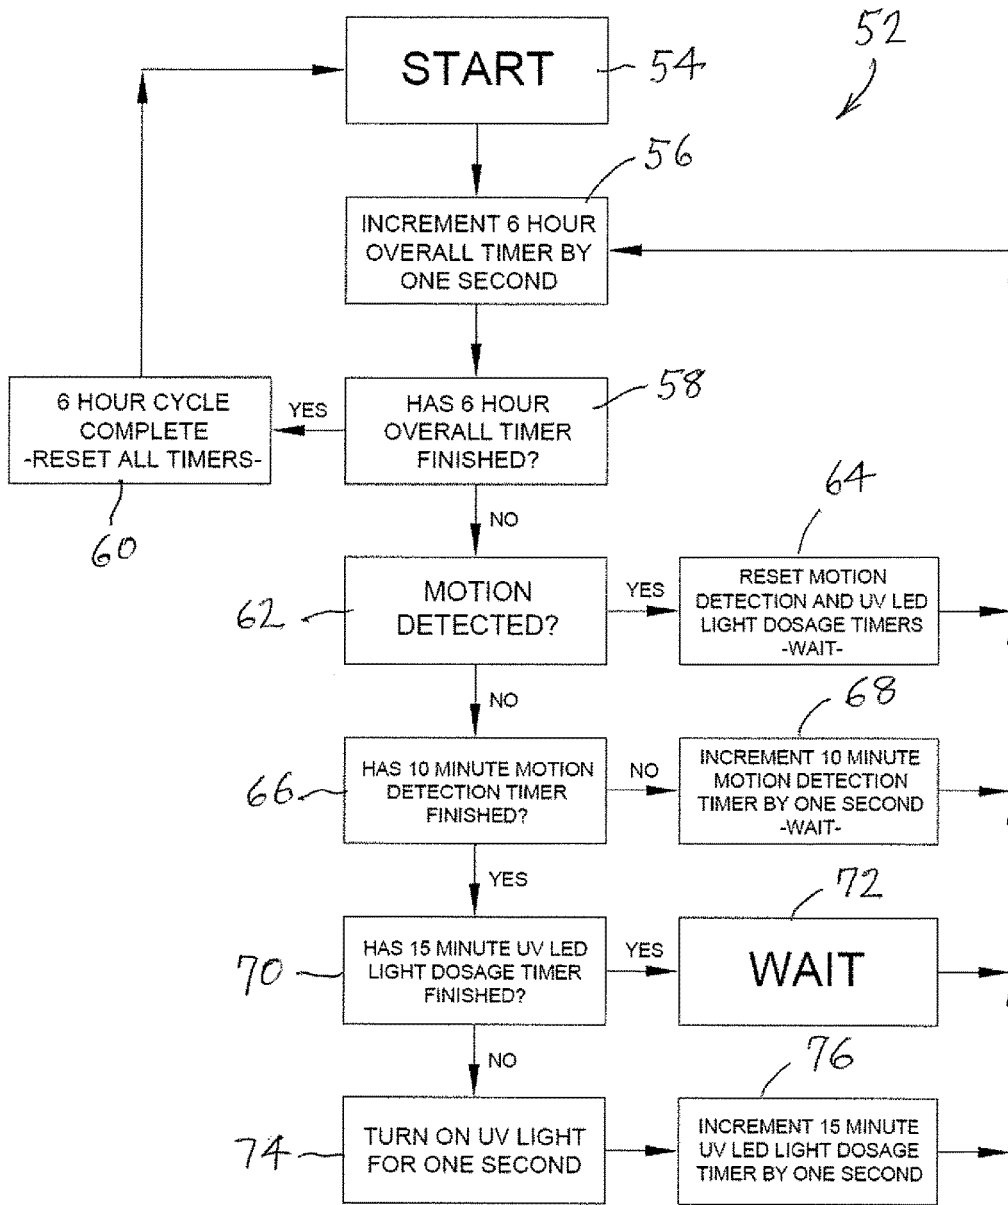 52
START
54
56
INCREMENT 6 HOUR
OVERALL TIMER BY
ONE SECOND
58
6 HOUR CYCLE
COMPLETE
-RESET ALL TIMERS-
YES
HAS 6 HOUR
OVERALL TIMER
FINISHED?
60
NO
64
62
MOTION
DETECTED?
YES
RESET MOTION
DETECTION AND UV LED
LIGHT DOSAGE TIMERS
-WAIT-
NO
68
66
HAS 10 MINUTE MOTION
DETECTION TIMER
FINISHED?
NO
INCREMENT 10 MINUTE
MOTION DETECTION
TIMER BY ONE SECOND
-WAIT-
YES
72
70
HAS 15 MINUTE UV LED
LIGHT DOSAGE TIMER
FINISHED?
YES
WAIT
NO
76
74
TURN ON UV LIGHT
FOR ONE SECOND
INCREMENT 15 MINUTE
UV LED LIGHT DOSAGE
TIMER BY ONE SECOND